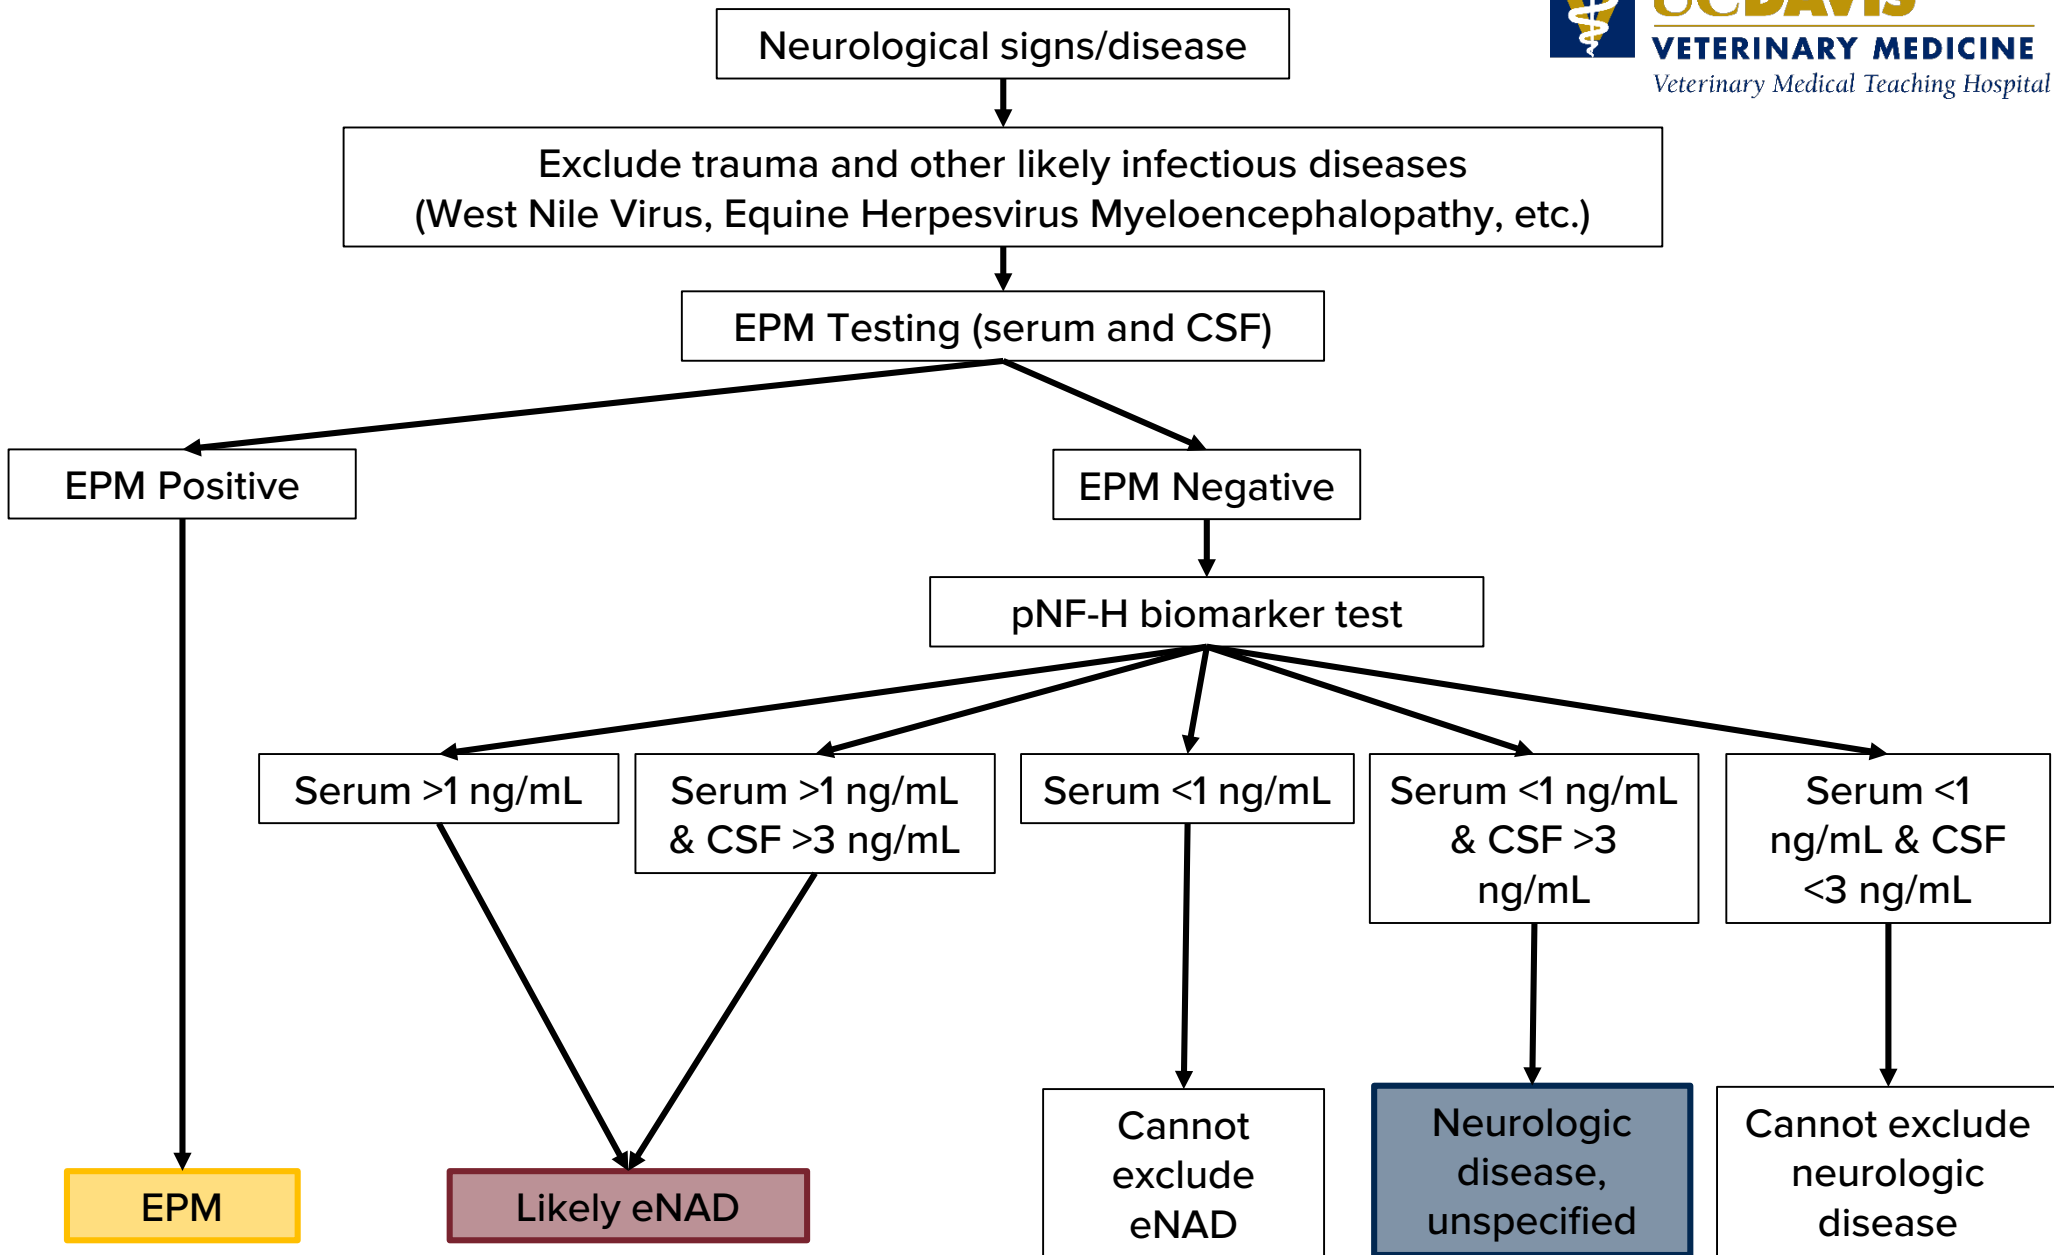 UCDAVIS
VETERINARY MEDICINE
Veterinary Medical Teaching Hospital
Neurological signs/disease
Exclude trauma and other likely infectious diseases
(West Nile Virus, Equine Herpesvirus Myeloencephalopathy, etc.)
EPM Testing (serum and CSF)
EPM Positive
EPM Negative
pNF-H biomarker test
Serum >1 ng/mL
Serum >1 ng/mL
& CSF >3 ng/mL
Serum <1 ng/mL
Serum <1 ng/mL
& CSF >3
ng/mL
Serum <1
ng/mL & CSF
<3 ng/mL
EPM
Likely eNAD
Cannot
exclude
eNAD
Neurologic
disease,
unspecified
Cannot exclude
neurologic
disease